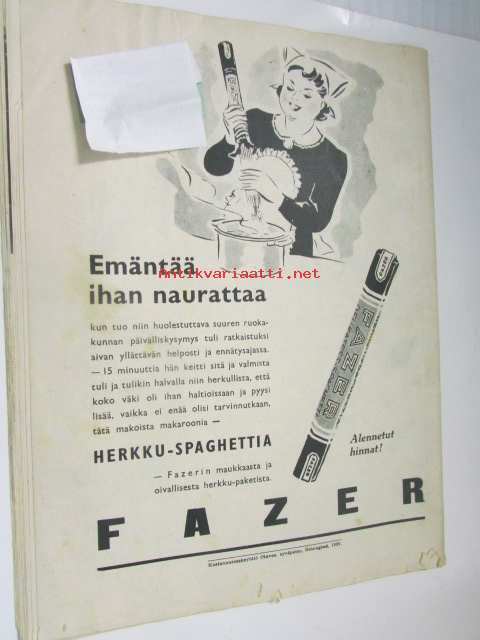 Emäntää
Antikvariaatti.net
ihan naurattaa
kun tuo niin huolestuttava suuren ruoka-
kunnan päivälliskysymys tuli ratkaistuksi
aivan yllättävän helposti ja ennätysajassa.
— 15 minuuttia hän keitti sitä ja valmista
tuli ja tulikin halvalla niin herkullista, että
koko väki oli ihan haltioissaan ja pyysi
lisää, vaikka ei enää olisi tarvinnutkaan,
tätä makoista makaroonia —
HERKKU-SPAGHETTIA
— Fazerin maukkaasta ja
oivallisesta herkku-paketista.
FAZER
FAZER
FAZER
Alennetut
hinnat!
FAZER